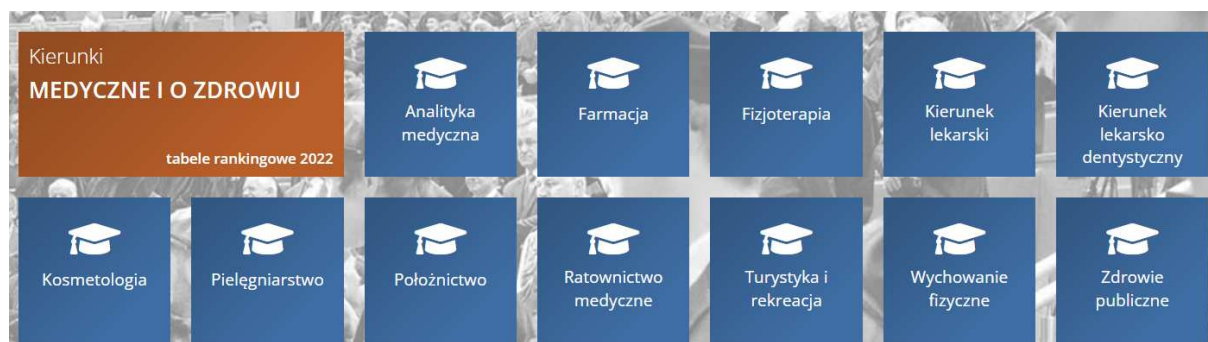 Kierunki
MEDYCZNE I O ZDROWIU
tabele rankingowe 2022
Analityka
medyczna
Farmacja
Fizjoterapia
Kierunek
lekarski
Kierunek
lekarsko
dentystyczny
Kosmetologia
Pielęgniarstwo
Położnictwo
Ratownictwo
medyczne
Turystyka i
rekreacja
Wychowanie
fizyczne
Zdrowie
publiczne